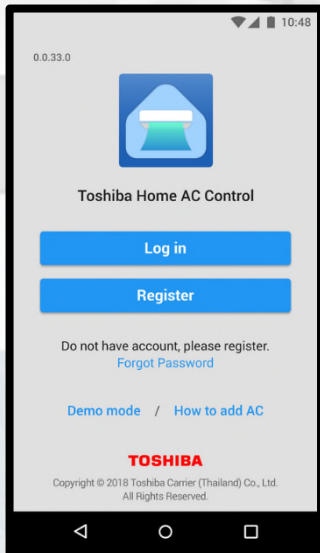 10:48
0.0.33.0
Toshiba Home AC Control
Log in
Register
Do not have account, please register.
Forgot Password
Demo mode / How to add AC
TOSHIBA
Copyright © 2018 Toshiba Carrier (Thailand) Co., Ltd.
All Rights Reserved.